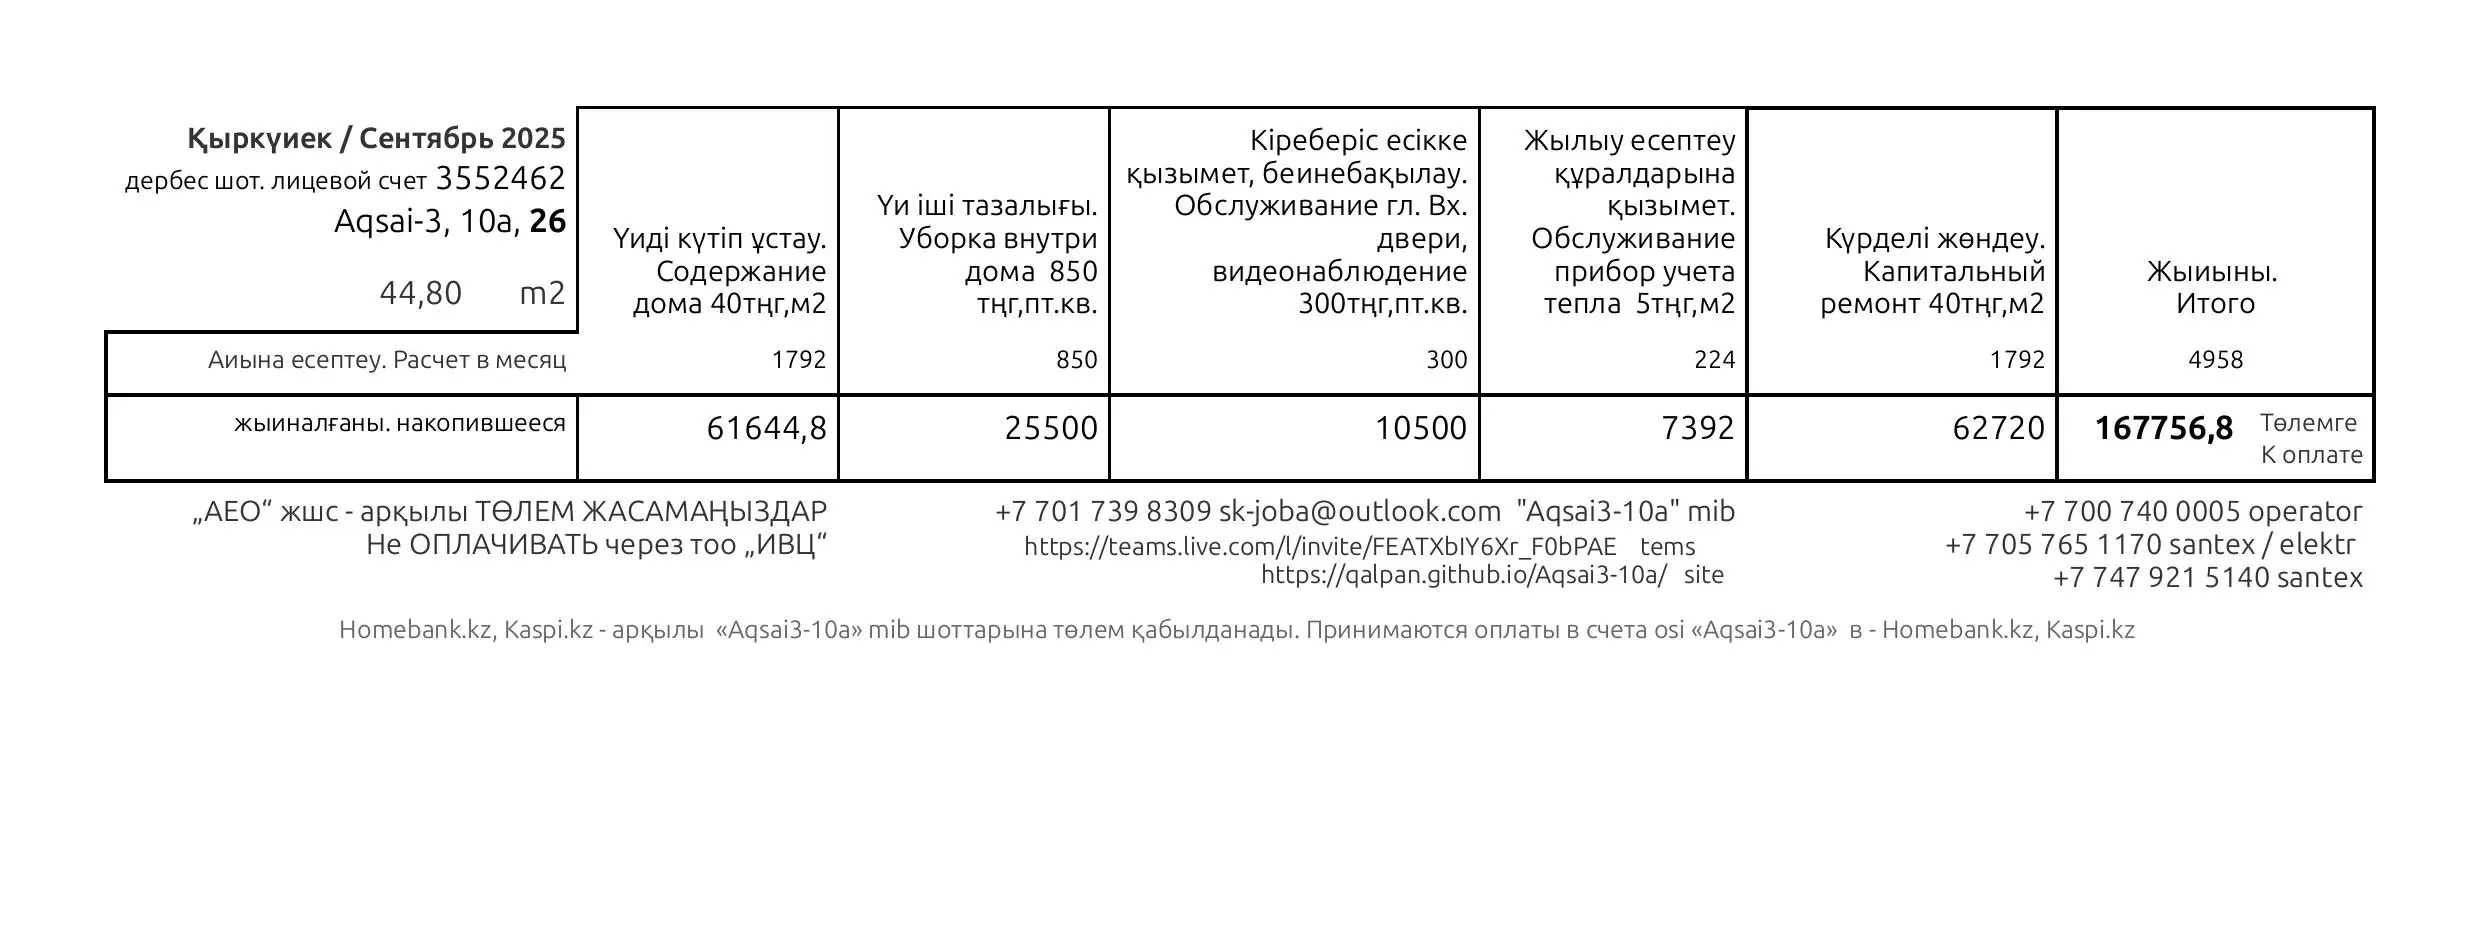 Қыркүиек / Сентябрь 2025
дербес шот. лицевой счет 3552462
Aqsai-3, 10a, 26
44,80 m2
Үиді күтіп ұстау.
Содержание
дома 40тңг,м2
Үи іші тазалығы.
Уборка внутри
дома 850
тңг,пт.кв.
Кіреберіс есікке
қызымет, беинебақылау.
Обслуживание гл. Вх.
двери,
видеонаблюдение
300тңг,пт.кв.
Жылыу есептеу
құралдарына
қызымет.
Обслуживание
прибор учета
тепла 5тңг,м2
Күрделі жөндеу.
Капитальный
ремонт 40тңг,м2
Жыиыны.
Итого
Аиына есептеу. Расчет в месяц 1792 850 300 224 1792 4958
жыиналғаны. накопившееся 61644,8 25500 10500 7392 62720 167756,8 Төлемге
К оплате
„АЕО“ жшс - арқылы ТӨЛЕМ ЖАСАМАҢЫЗДАР
Не ОПЛАЧИВАТЬ через тоо „ИВЦ“
+7 701 739 8309 sk-joba@outlook.com "Aqsai3-10a" mib
https://teams.live.com/l/invite/FEATXbIY6Xr_F0bPAE tems
https://qalpan.github.io/Aqsai3-10a/ site
+7 700 740 0005 operator
+7 705 765 1170 santex / elektr
+7 747 921 5140 santex
Homebank.kz, Kaspi.kz - арқылы «Aqsai3-10a» mib шоттарына төлем қабылданады. Принимаются оплаты в счета osi «Aqsai3-10a» в - Homebank.kz, Kaspi.kz